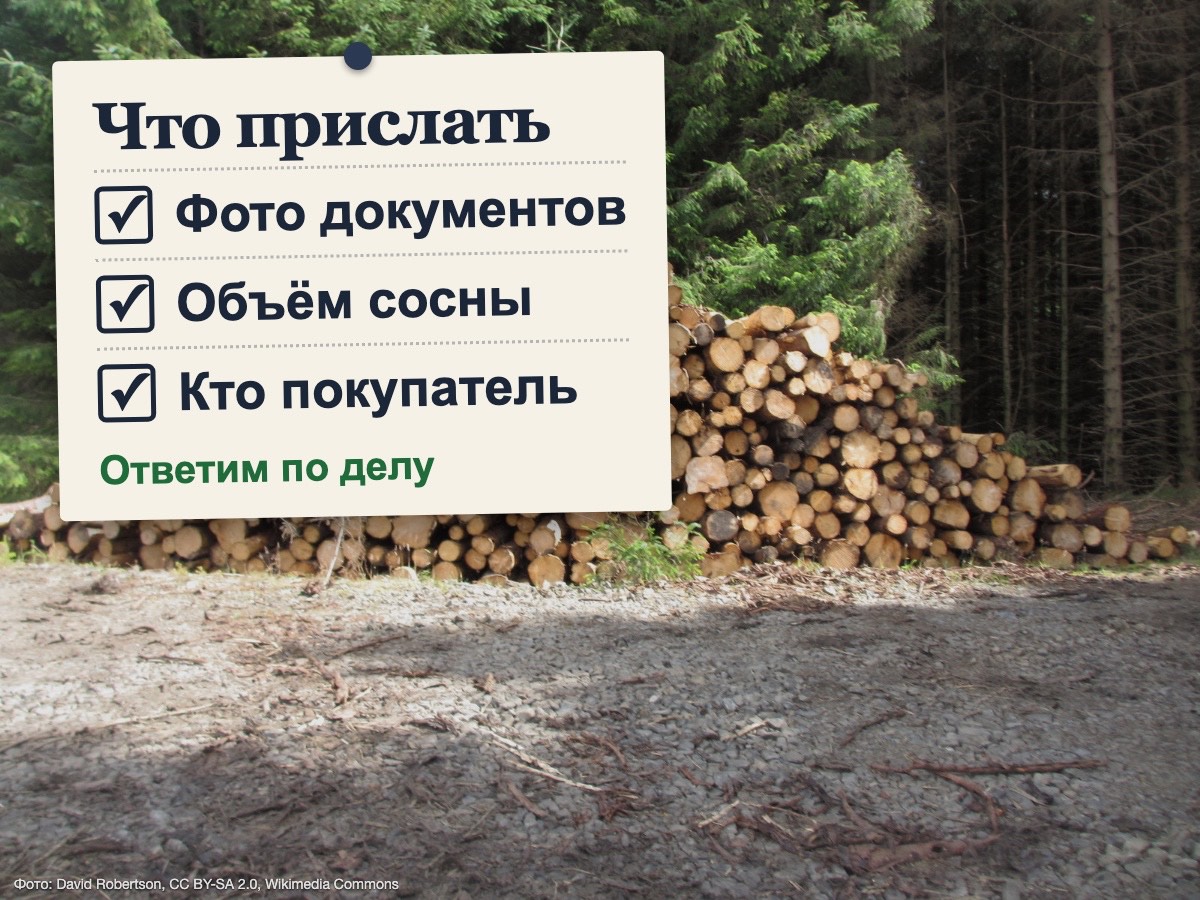 Что прислать
Фото документов
Объём сосны
Кто покупатель
Ответим по делу
Фото: David Robertson, CC BY-SA 2.0, Wikimedia Commons